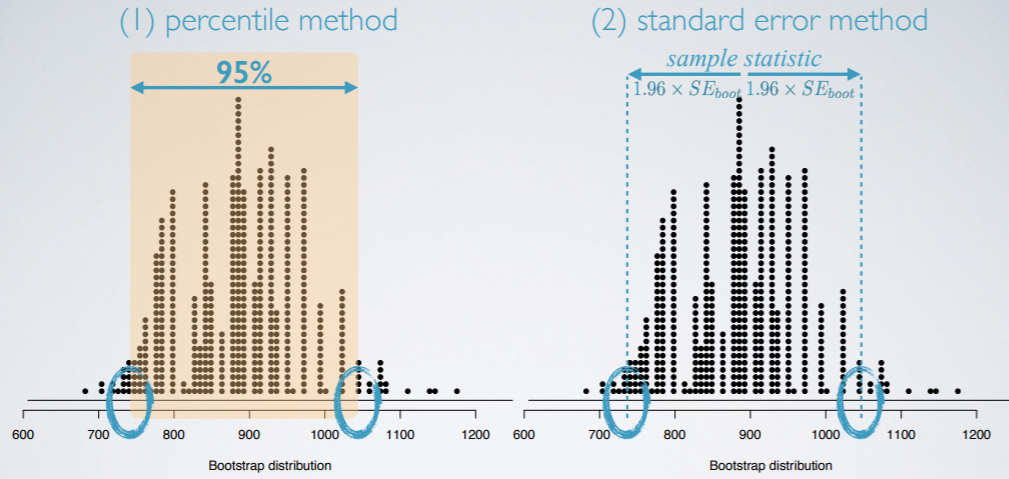 (1) percentile method
95%
600 700 800 900 1000 1100 1200
Bootstrap distribution
(2) standard error method
sample statistic
1.96 × SE_boot 1.96 × SE_boot
600 700 800 900 1000 1100 1200
Bootstrap distribution